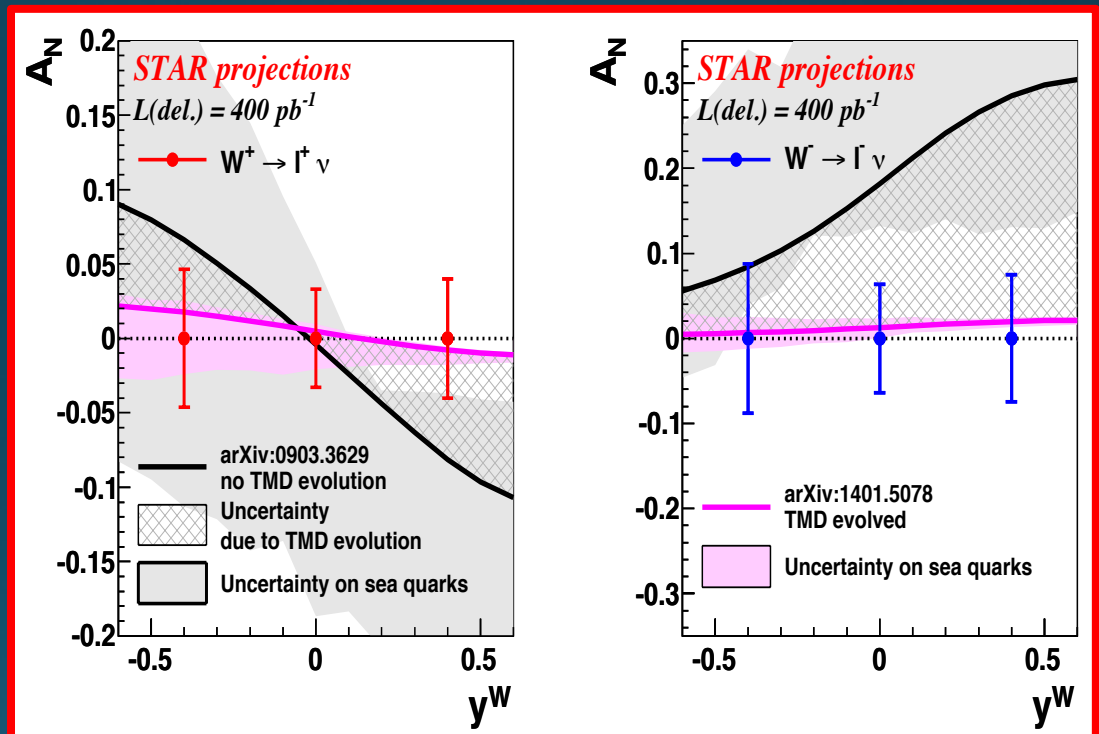 A_N
0.2
0.15
0.1
0.05
0
-0.05
-0.1
-0.15
-0.2
STAR projections
L(del.) = 400 pb⁻¹
W⁺ → l⁺ ν
arXiv:0903.3629
no TMD evolution
Uncertainty
due to TMD evolution
Uncertainty on sea quarks
-0.5 0 0.5
y^W
A_N
0.3
0.2
0.1
0
-0.1
-0.2
-0.3
STAR projections
L(del.) = 400 pb⁻¹
W⁻ → l⁻ ν
arXiv:1401.5078
TMD evolved
Uncertainty on sea quarks
-0.5 0 0.5
y^W